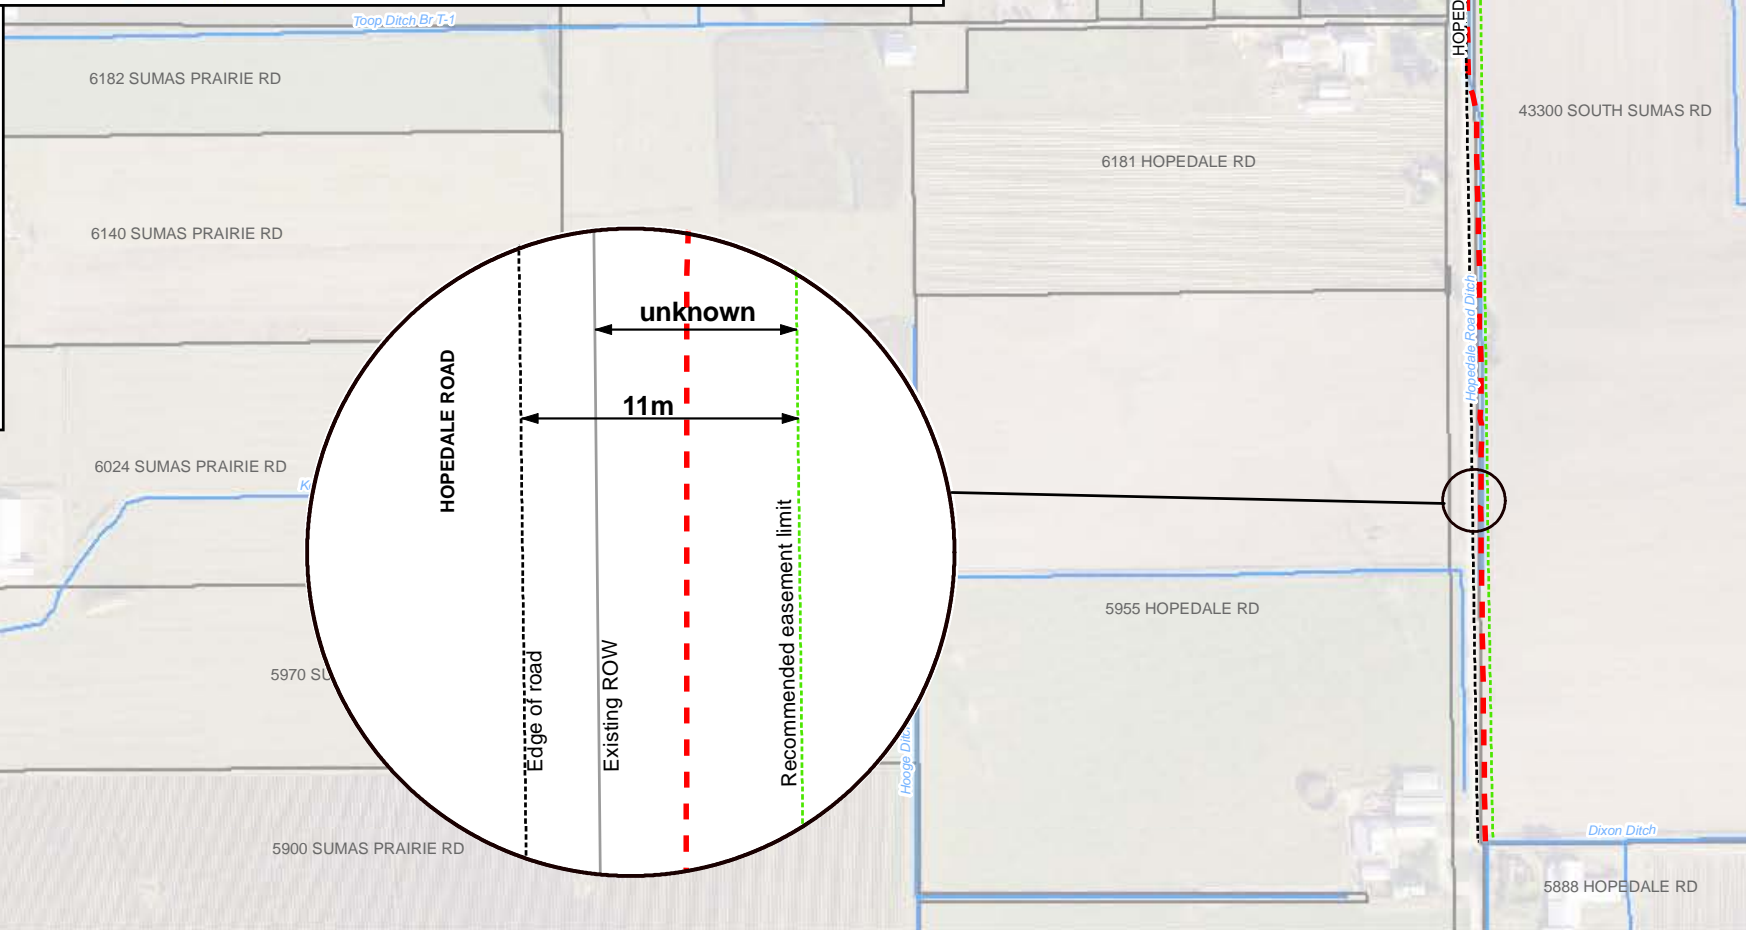 Toop Ditch Br T-1
HOPED
6182 SUMAS PRAIRIE RD
43300 SOUTH SUMAS RD
6181 HOPEDALE RD
6140 SUMAS PRAIRIE RD
unknown
Hopedale Road Ditch
HOPEDALE ROAD
11m
6024 SUMAS PRAIRIE RD
K
Recommended easement limit
5955 HOPEDALE RD
Edge of road
Existing ROW
5970 SU
Hooge Ditc
5900 SUMAS PRAIRIE RD
Dixon Ditch
5888 HOPEDALE RD